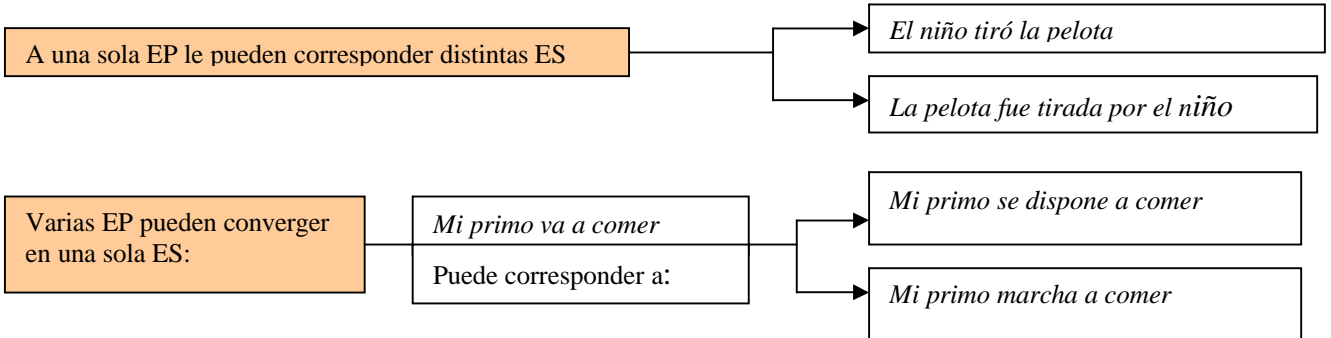 A una sola EP le pueden corresponder distintas ES
El niño tiró la pelota
La pelota fue tirada por el niño
Varias EP pueden converger
en una sola ES:
Mi primo va a comer
Puede corresponder a:
Mi primo se dispone a comer
Mi primo marcha a comer